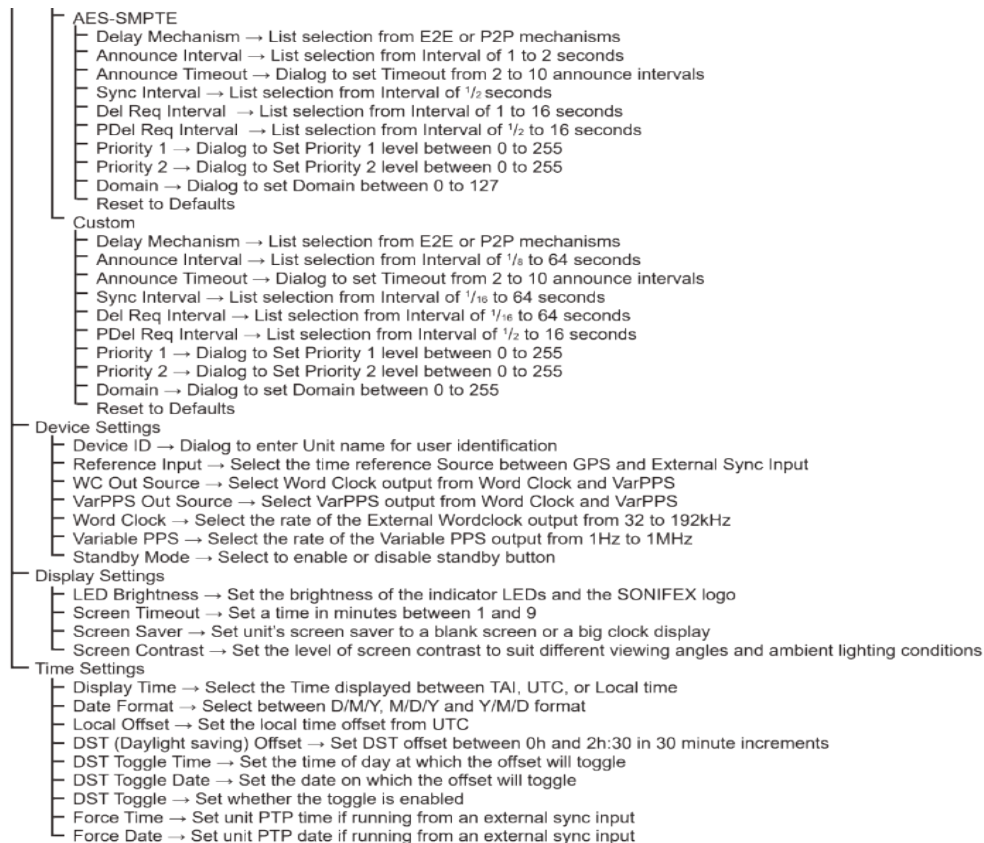 AES-SMPTE
Delay Mechanism → List selection from E2E or P2P mechanisms
Announce Interval → List selection from Interval of 1 to 2 seconds
Announce Timeout → Dialog to set Timeout from 2 to 10 announce intervals
Sync Interval → List selection from Interval of 1/2 seconds
Del Req Interval → List selection from Interval of 1 to 16 seconds
PDel Req Interval → List selection from Interval of 1/2 to 16 seconds
Priority 1 → Dialog to Set Priority 1 level between 0 to 255
Priority 2 → Dialog to Set Priority 2 level between 0 to 255
Domain → Dialog to set Domain between 0 to 127
Reset to Defaults
Custom
Delay Mechanism → List selection from E2E or P2P mechanisms
Announce Interval → List selection from Interval of 1/8 to 64 seconds
Announce Timeout → Dialog to set Timeout from 2 to 10 announce intervals
Sync Interval → List selection from Interval of 1/16 to 64 seconds
Del Req Interval → List selection from Interval of 1/16 to 64 seconds
PDel Req Interval → List selection from Interval of 1/2 to 16 seconds
Priority 1 → Dialog to Set Priority 1 level between 0 to 255
Priority 2 → Dialog to Set Priority 2 level between 0 to 255
Domain → Dialog to set Domain between 0 to 255
Reset to Defaults
Device Settings
Device ID → Dialog to enter Unit name for user identification
Reference Input → Select the time reference Source between GPS and External Sync Input
WC Out Source → Select Word Clock output from Word Clock and VarPPS
VarPPS Out Source → Select VarPPS output from Word Clock and VarPPS
Word Clock → Select the rate of the External Wordclock output from 32 to 192kHz
Variable PPS → Select the rate of the Variable PPS output from 1Hz to 1MHz
Standby Mode → Select to enable or disable standby button
Display Settings
LED Brightness → Set the brightness of the indicator LEDs and the SONIFEX logo
Screen Timeout → Set a time in minutes between 1 and 9
Screen Saver → Set unit's screen saver to a blank screen or a big clock display
Screen Contrast → Set the level of screen contrast to suit different viewing angles and ambient lighting conditions
Time Settings
Display Time → Select the Time displayed between TAI, UTC, or Local time
Date Format → Select between D/M/Y, M/D/Y and Y/M/D format
Local Offset → Set the local time offset from UTC
DST (Daylight saving) Offset → Set DST offset between 0h and 2h:30 in 30 minute increments
DST Toggle Time → Set the time of day at which the offset will toggle
DST Toggle Date → Set the date on which the offset will toggle
DST Toggle → Set whether the toggle is enabled
Force Time → Set unit PTP time if running from an external sync input
Force Date → Set unit PTP date if running from an external sync input